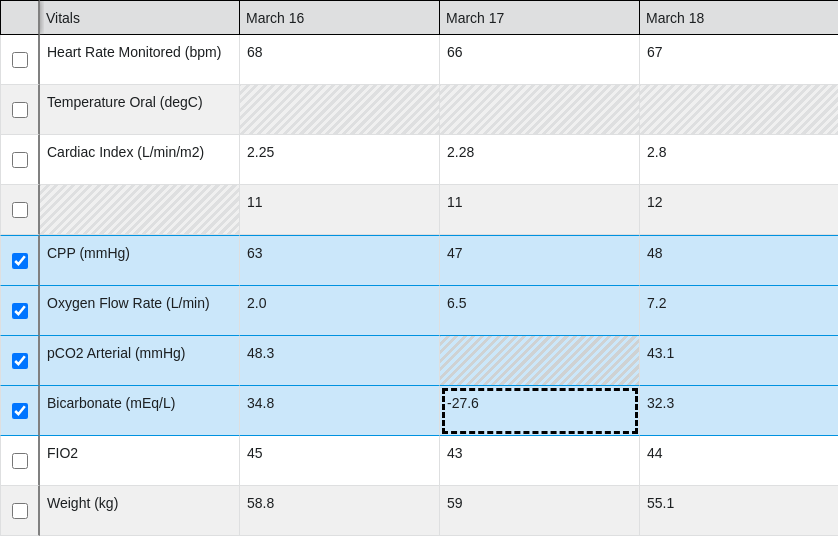 Vitals March 16 March 17 March 18
Heart Rate Monitored (bpm) 68 66 67
Temperature Oral (degC)
Cardiac Index (L/min/m2) 2.25 2.28 2.8
11 11 12
CPP (mmHg) 63 47 48
Oxygen Flow Rate (L/min) 2.0 6.5 7.2
pCO2 Arterial (mmHg) 48.3 43.1
Bicarbonate (mEq/L) 34.8 -27.6 32.3
FIO2 45 43 44
Weight (kg) 58.8 59 55.1